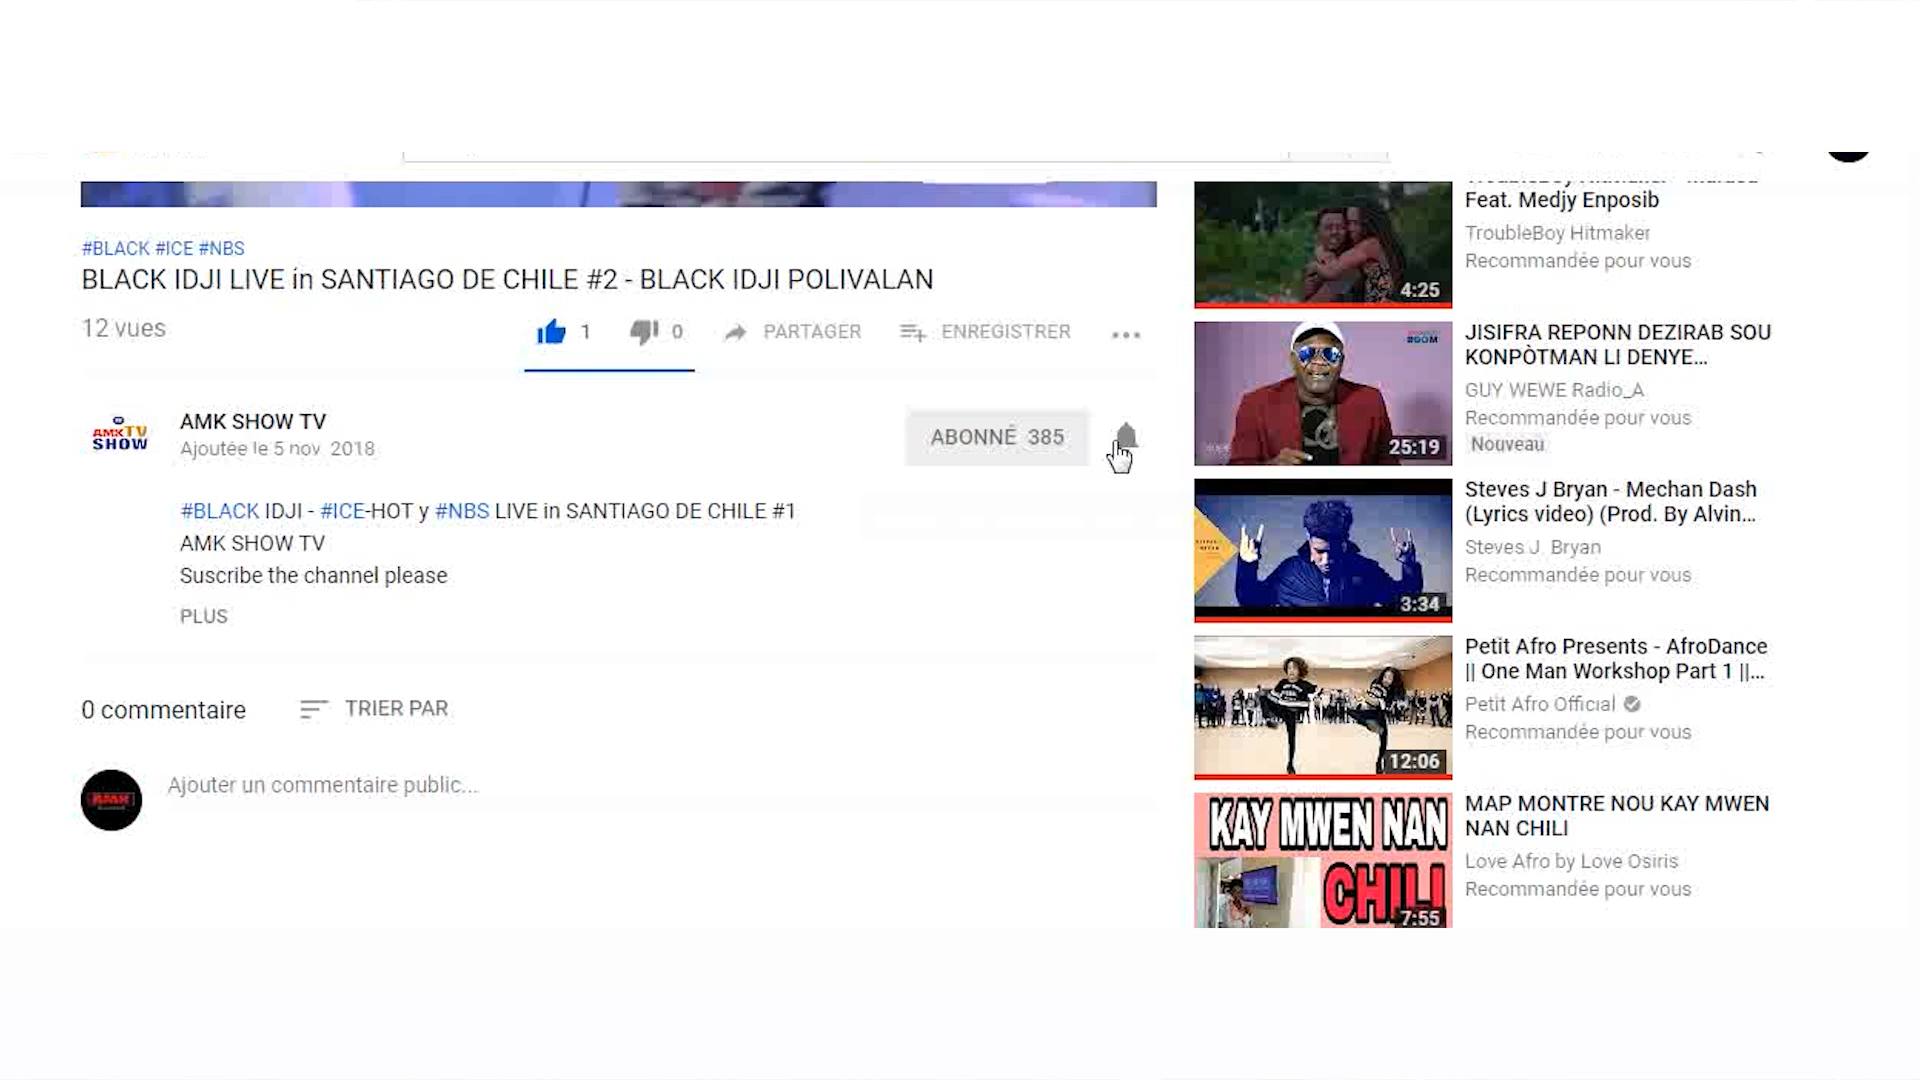 #BLACK #ICE #NBS
BLACK IDJI LIVE in SANTIAGO DE CHILE #2 - BLACK IDJI POLIVALAN
12 vues
1
0
PARTAGER
ENREGISTRER
AMK SHOW TV
Ajoutée le 5 nov. 2018
ABONNÉ 385
AMK TV
SHOW
#BLACK IDJI - #ICE-HOT y #NBS LIVE in SANTIAGO DE CHILE #1
AMK SHOW TV
Suscribe the channel please
PLUS
0 commentaire
TRIER PAR
Ajouter un commentaire public...
Feat. Medjy Enposib
TroubleBoy Hitmaker
Recommandée pour vous
4:25
JISIFRA REPONN DEZIRAB SOU
KONPÒTMAN LI DENYE...
GUY WEWE Radio_A
Recommandée pour vous
Nouveau
25:19
Steves J Bryan - Mechan Dash
(Lyrics video) (Prod. By Alvin...
Steves J. Bryan
Recommandée pour vous
3:34
Petit Afro Presents - AfroDance
|| One Man Workshop Part 1 ||...
Petit Afro Official
Recommandée pour vous
12:06
MAP MONTRE NOU KAY MWEN
NAN CHILI
Love Afro by Love Osiris
Recommandée pour vous
KAY MWEN NAN
CHILI
7:55